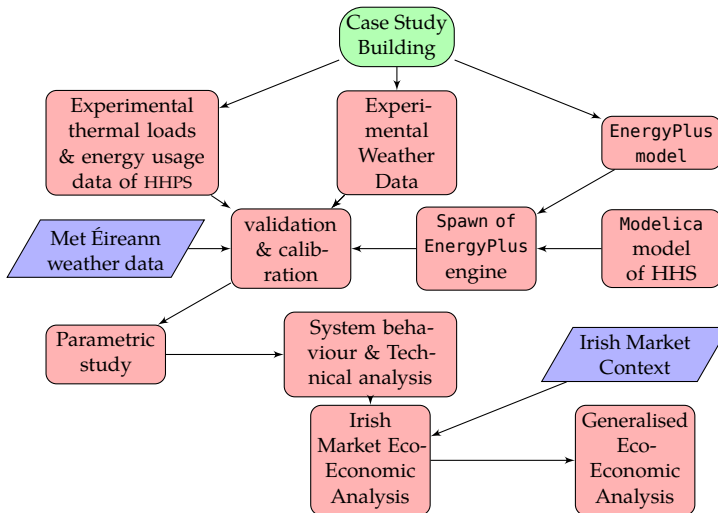 Case Study
Building
Experimental
thermal loads
& energy usage
data of HHPS
Experi-
mental
Weather
Data
EnergyPlus
model
Met Éireann
weather data
validation
& calib-
ration
Spawn of
EnergyPlus
engine
Modelica
model
of HHS
Parametric
study
System beha-
viour & Tech-
nical analysis
Irish Market
Context
Irish
Market Eco-
Economic
Analysis
Generalised
Eco-
Economic
Analysis